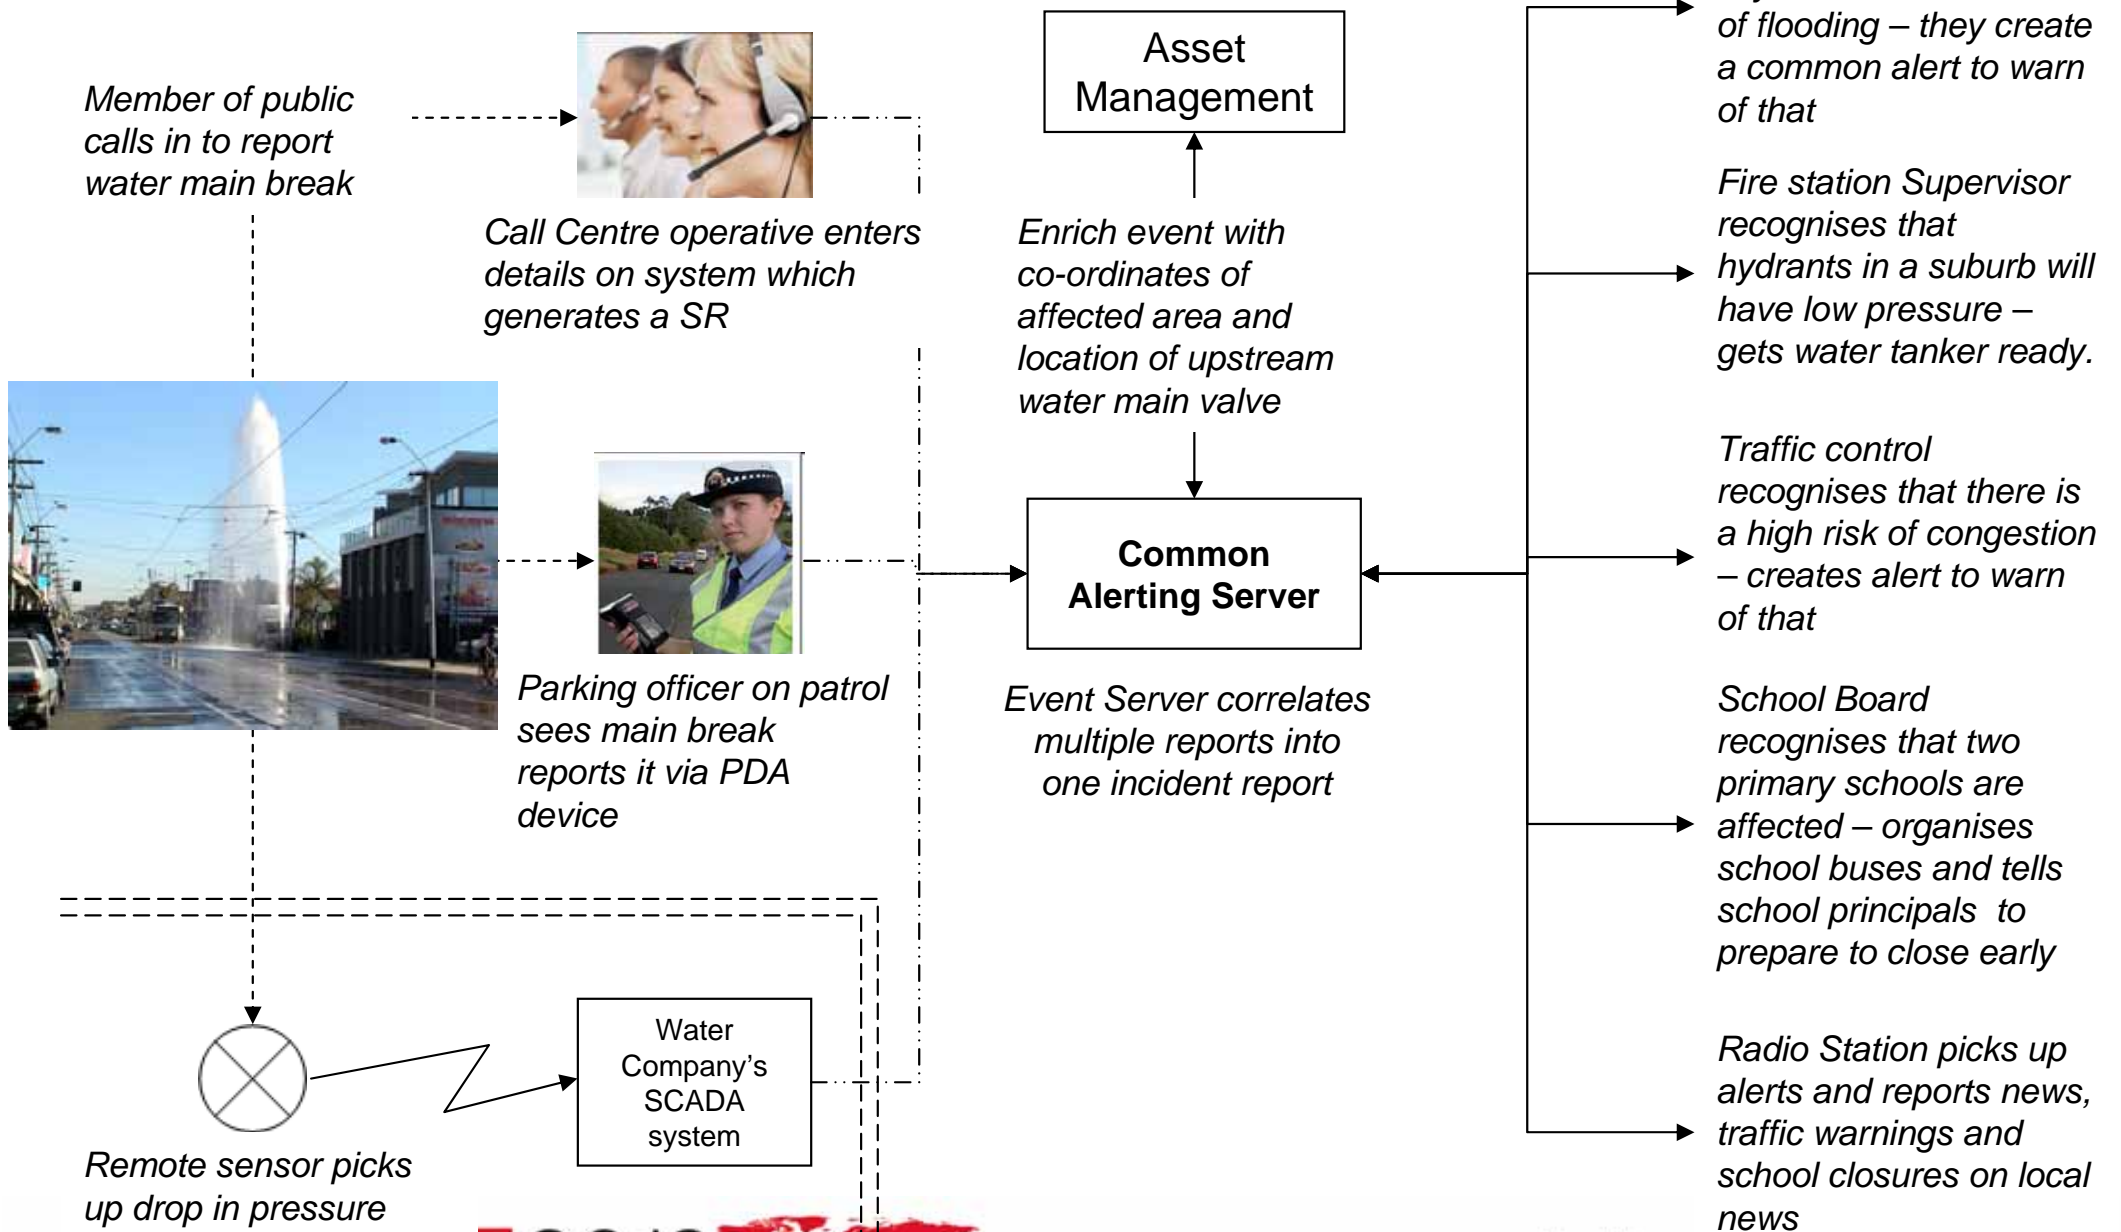 Member of public
calls in to report
water main break
Call Centre operative enters
details on system which
generates a SR
Parking officer on patrol
sees main break
reports it via PDA
device
Remote sensor picks
up drop in pressure
Water
Company's
SCADA
system
Asset
Management
Enrich event with
co-ordinates of
affected area and
location of upstream
water main valve
Common
Alerting Server
Event Server correlates
multiple reports into
one incident report
of flooding – they create
a common alert to warn
of that
Fire station Supervisor
recognises that
hydrants in a suburb will
have low pressure –
gets water tanker ready.
Traffic control
recognises that there is
a high risk of congestion
– creates alert to warn
of that
School Board
recognises that two
primary schools are
affected – organises
school buses and tells
school principals to
prepare to close early
Radio Station picks up
alerts and reports news,
traffic warnings and
school closures on local
news